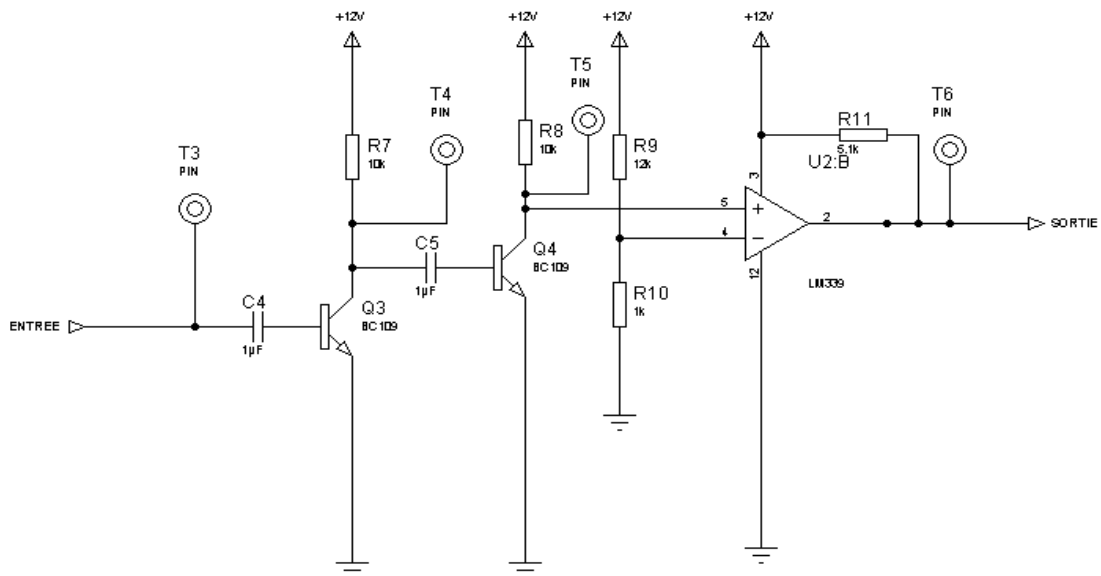 +12V
+12V
+12V
+12V
T5
PIN
T4
PIN
T6
PIN
R7
10k
R8
10k
R9
12k
R11
5.1k
U2:B
T3
PIN
3
5
2
4
12
SORTIE
C5
1µF
Q4
BC109
LM339
C4
1µF
Q3
BC109
R10
1k
ENTREE